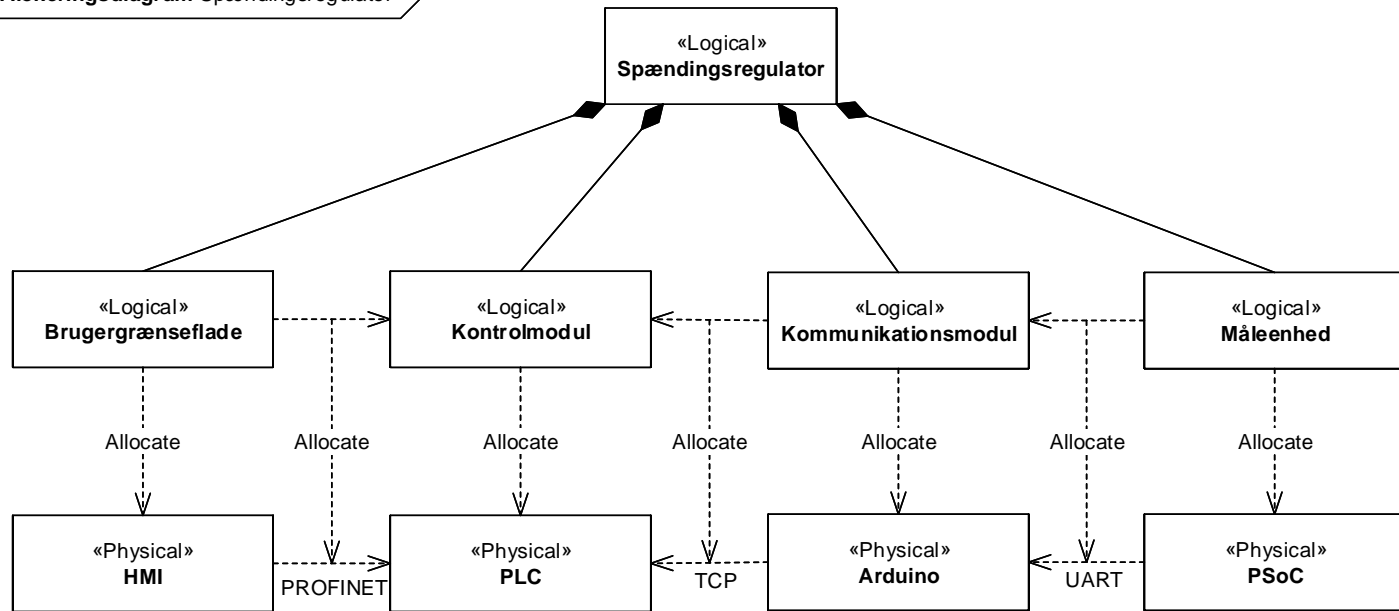 Spændingsregulator
«Logical»
Spændingsregulator
«Logical»
Brugergrænseflade
«Logical»
Kontrolmodul
«Logical»
Kommunikationsmodul
«Logical»
Måleenhed
Allocate
Allocate
Allocate
Allocate
Allocate
Allocate
Allocate
«Physical»
HMI
PROFINET
«Physical»
PLC
TCP
«Physical»
Arduino
UART
«Physical»
PSoC